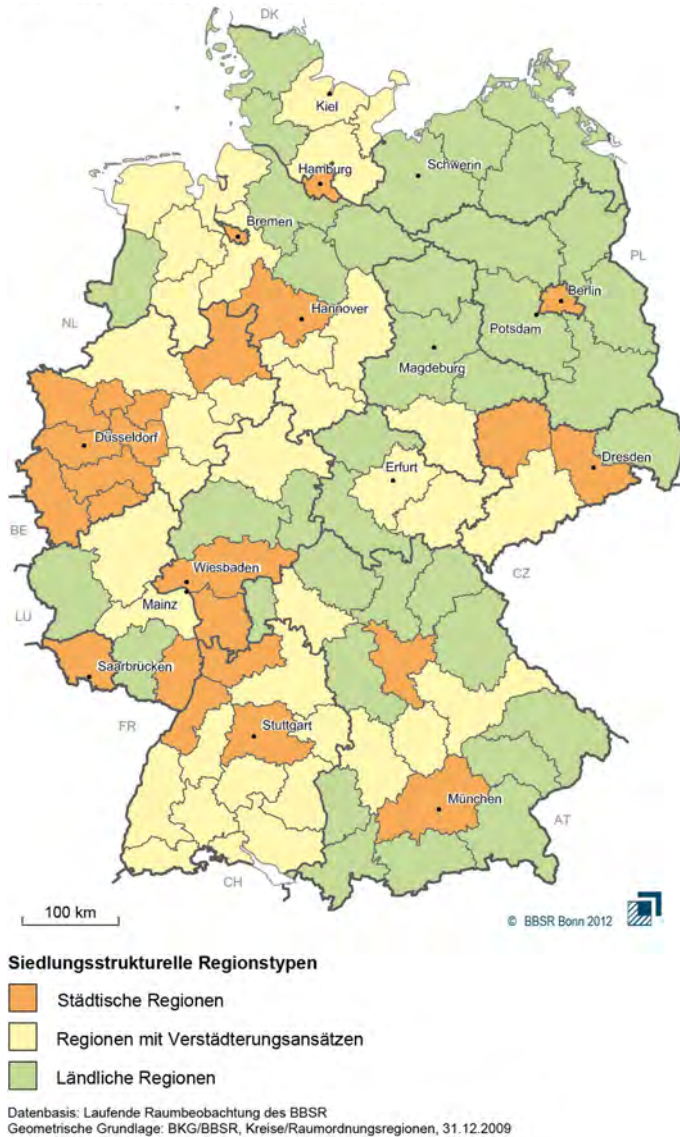 DK
Kiel
Hamburg
Schwerin
Bremen
PL
Berlin
Hannover
Potsdam
NL
Magdeburg
Düsseldorf
Dresden
Erfurt
BE
Wiesbaden
CZ
Mainz
LU
Saarbrücken
FR
Stuttgart
München
AT
CH
100 km
© BBSR Bonn 2012
Siedlungsstrukturelle Regionstypen
Städtische Regionen
Regionen mit Verstädterungsansätzen
Ländliche Regionen
Datenbasis: Laufende Raumbeobachtung des BBSR
Geometrische Grundlage: BKG/BBSR, Kreise/Raumordnungsregionen, 31.12.2009